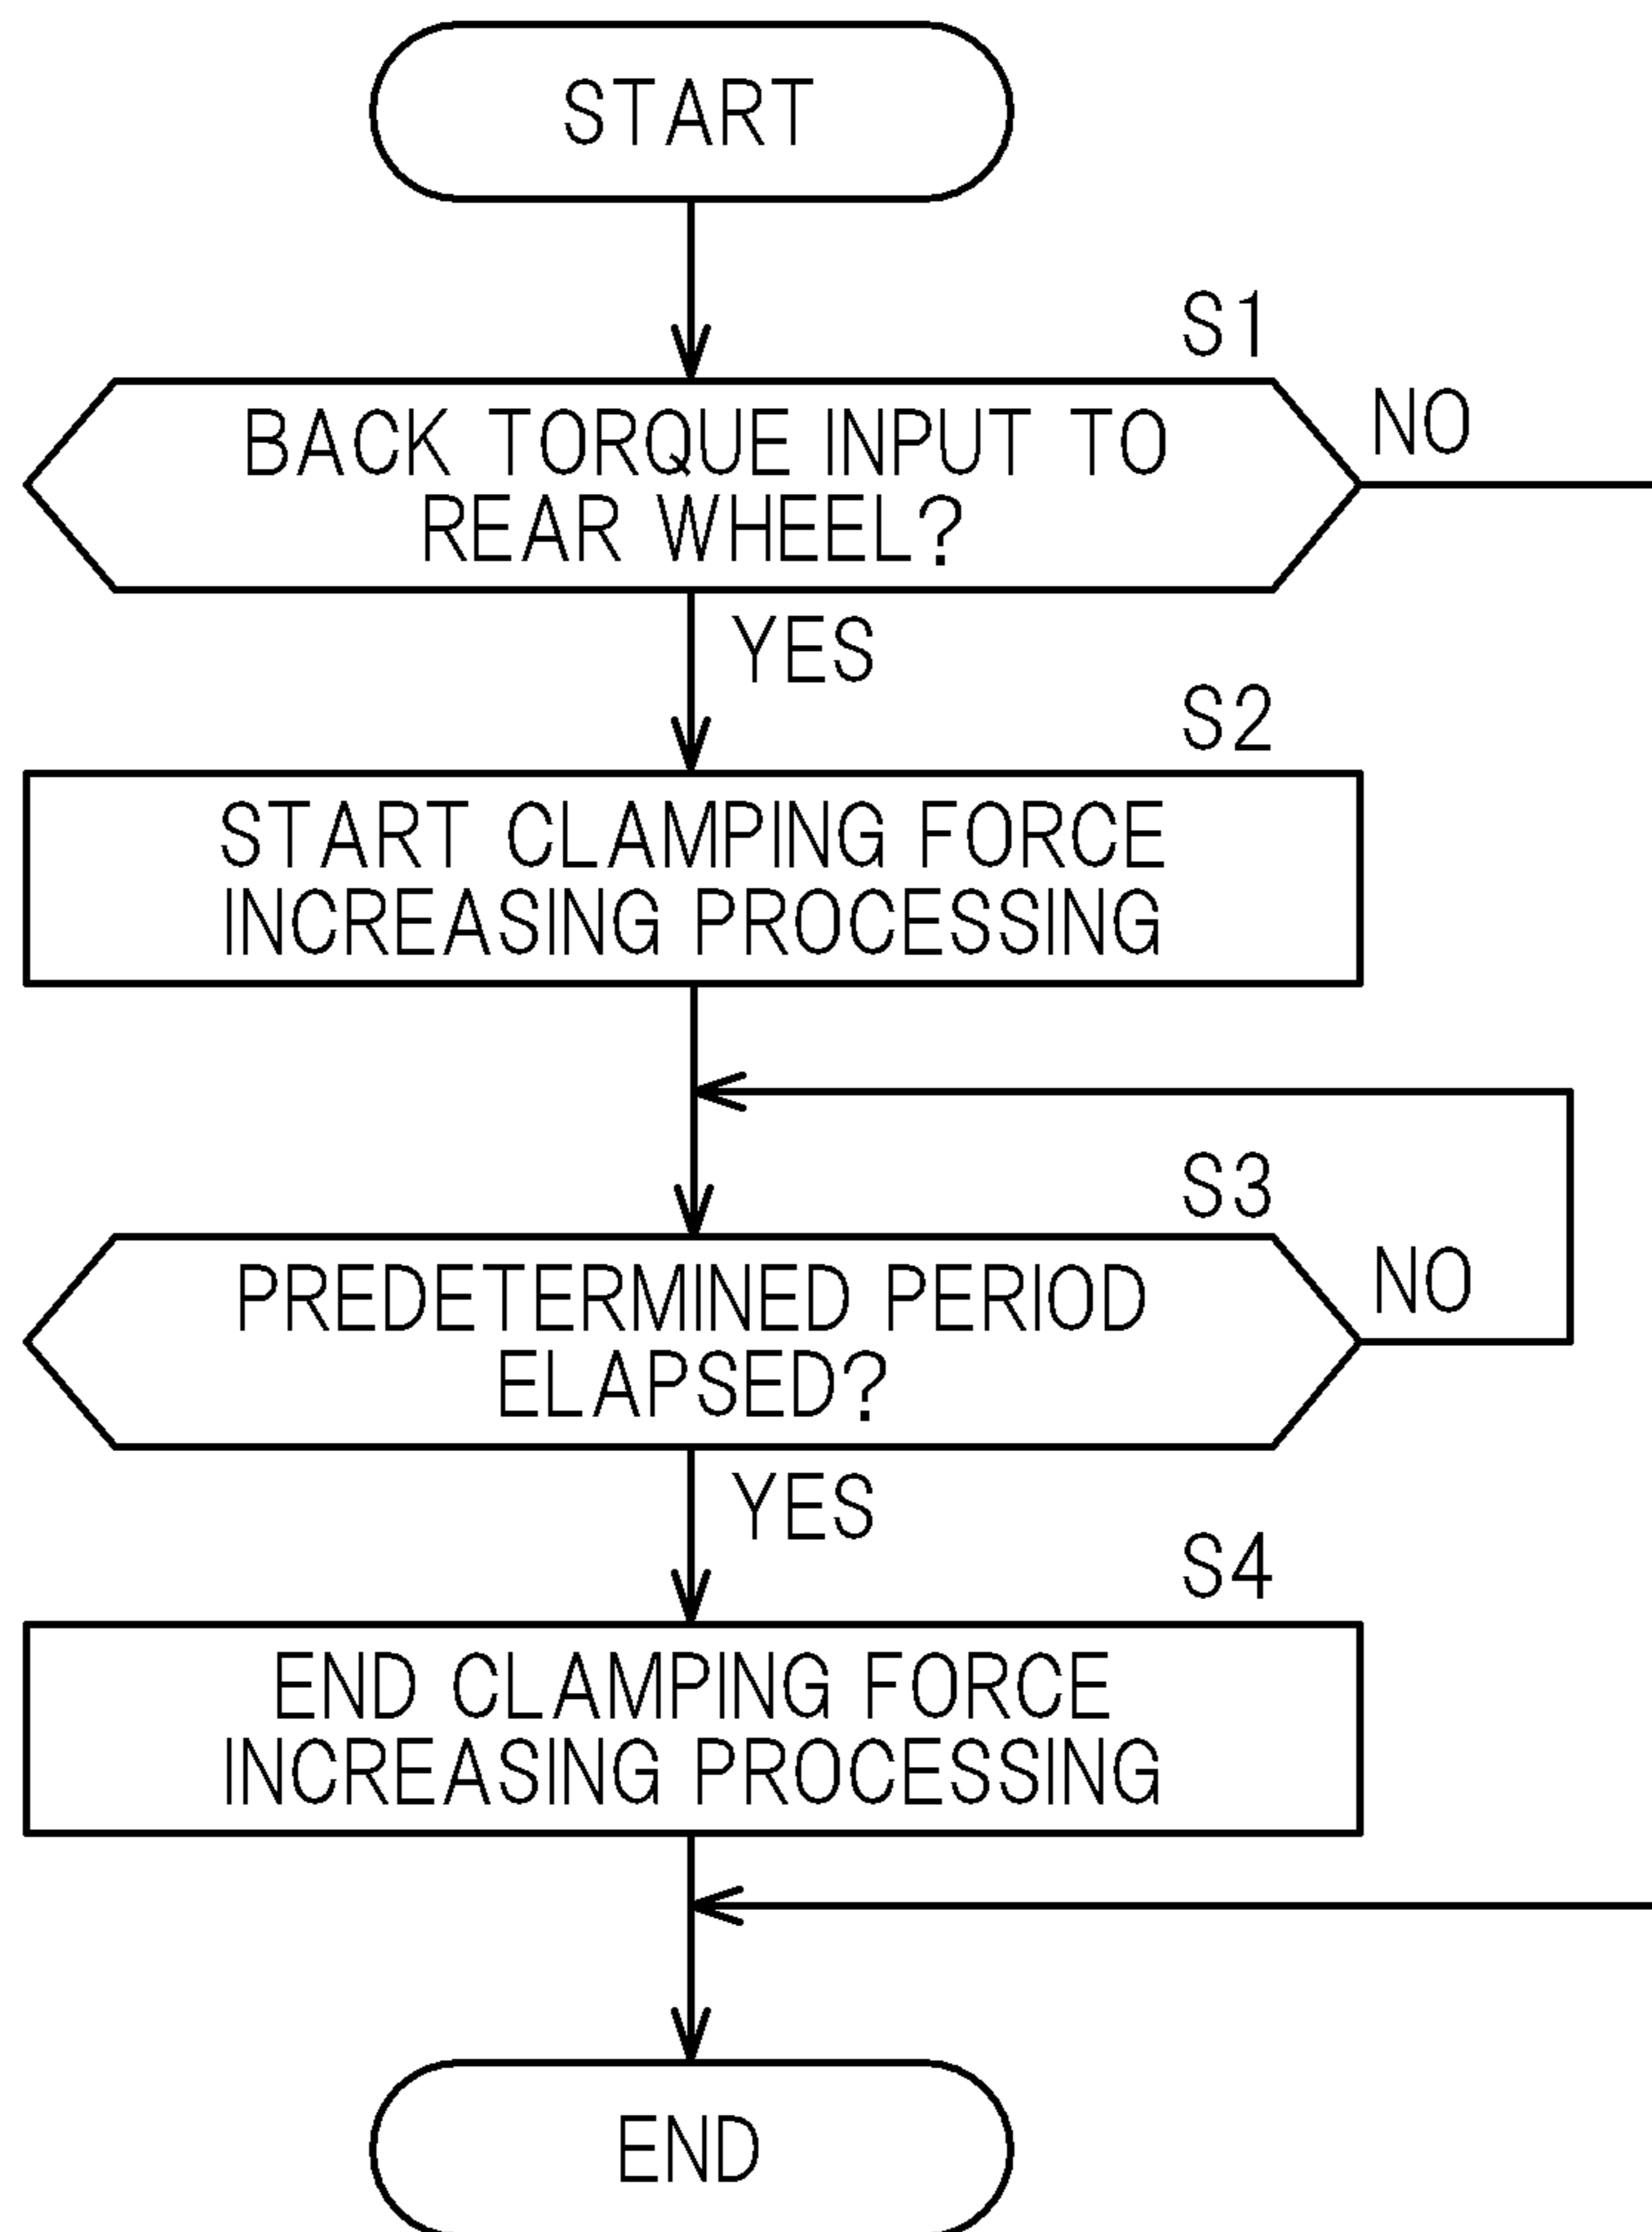 START
S1
BACK TORQUE INPUT TO
REAR WHEEL?
NO
YES
S2
START CLAMPING FORCE
INCREASING PROCESSING
S3
PREDETERMINED PERIOD
ELAPSED?
NO
YES
S4
END CLAMPING FORCE
INCREASING PROCESSING
END